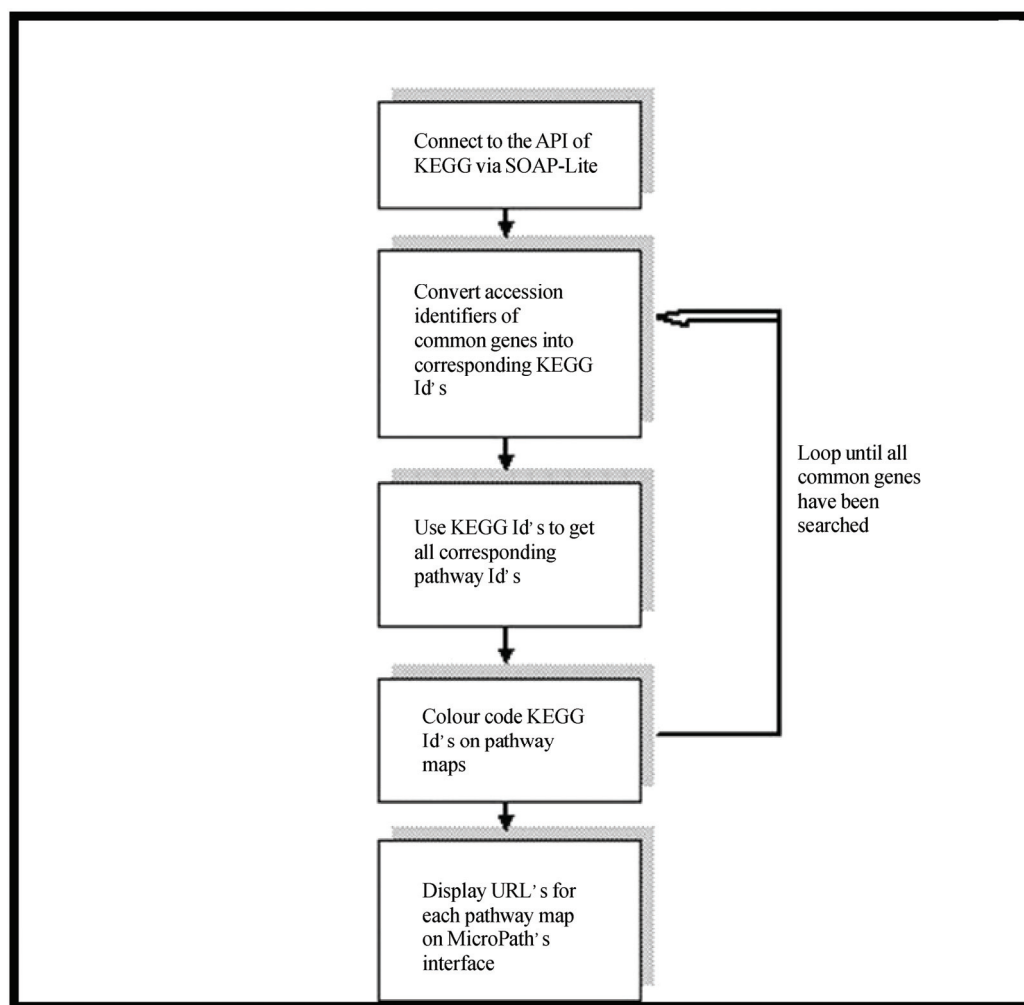 Connect to the API of
KEGG via SOAP-Lite
Convert accession
identifiers of
common genes into
corresponding KEGG
Id's
Use KEGG Id's to get
all corresponding
pathway Id's
Colour code KEGG
Id's on pathway
maps
Display URL's for
each pathway map
on MicroPath's
interface
Loop until all
common genes
have been
searched